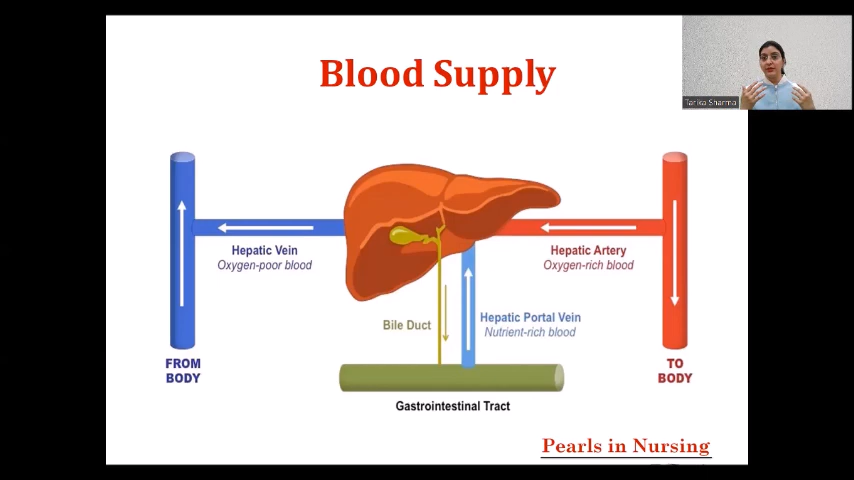 Blood Supply
Tarika Sharma
Hepatic Vein
Oxygen-poor blood
Hepatic Artery
Oxygen-rich blood
Bile Duct
Hepatic Portal Vein
Nutrient-rich blood
FROM
BODY
TO
BODY
Gastrointestinal Tract
Pearls in Nursing